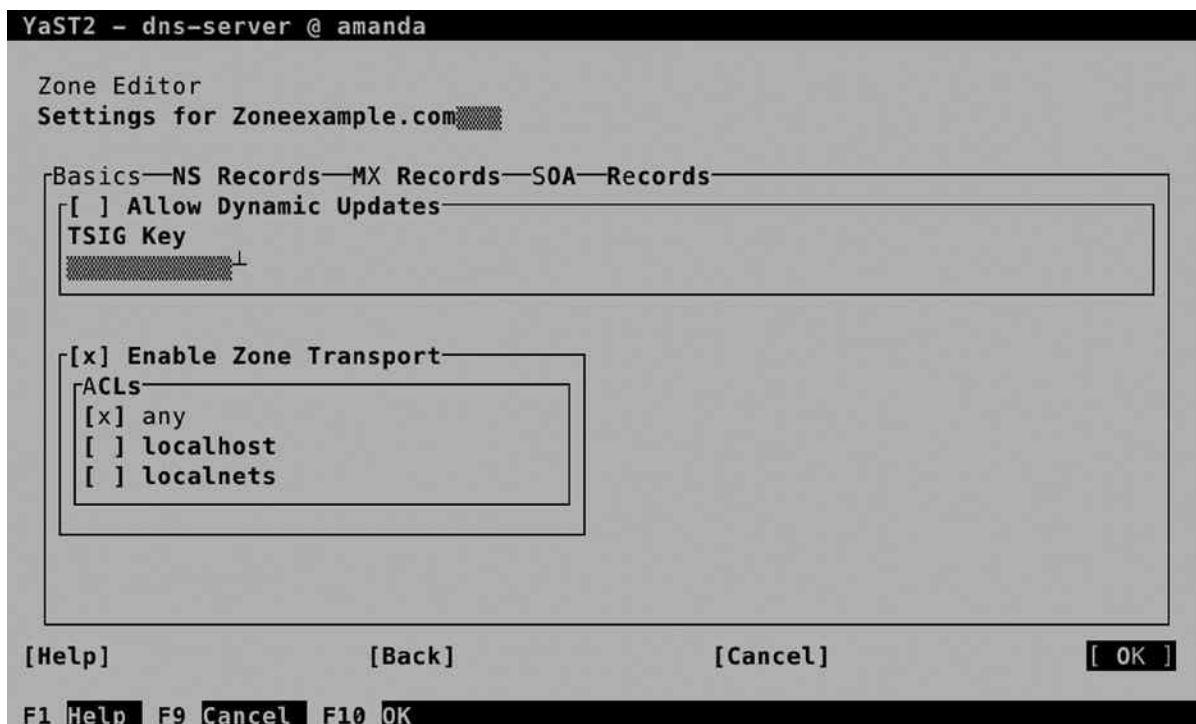 YaST2 - dns-server @ amanda
Zone Editor
Settings for Zoneexample.com
Basics NS Records MX Records SOA Records
[ ] Allow Dynamic Updates
TSIG Key
[x] Enable Zone Transport
ACLs
[x] any
[ ] localhost
[ ] localnets
[Help] [Back] [Cancel] [ OK ]
F1 Help F9 Cancel F10 OK